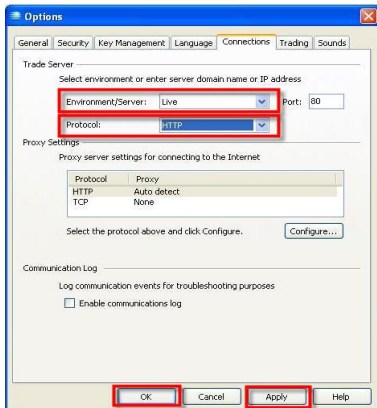 Options
General Security Key Management Language Connections Trading Sounds
Trade Server
Select environment or enter server domain name or IP address
Environment/Server: Live Port: 80
Protocol: HTTP
Proxy Settings
Proxy server settings for connecting to the Internet
Protocol Proxy
HTTP Auto detect
TCP None
Select the protocol above and click Configure. Configure...
Communication Log
Log communication events for troubleshooting purposes
Enable communications log
OK Cancel Apply Help